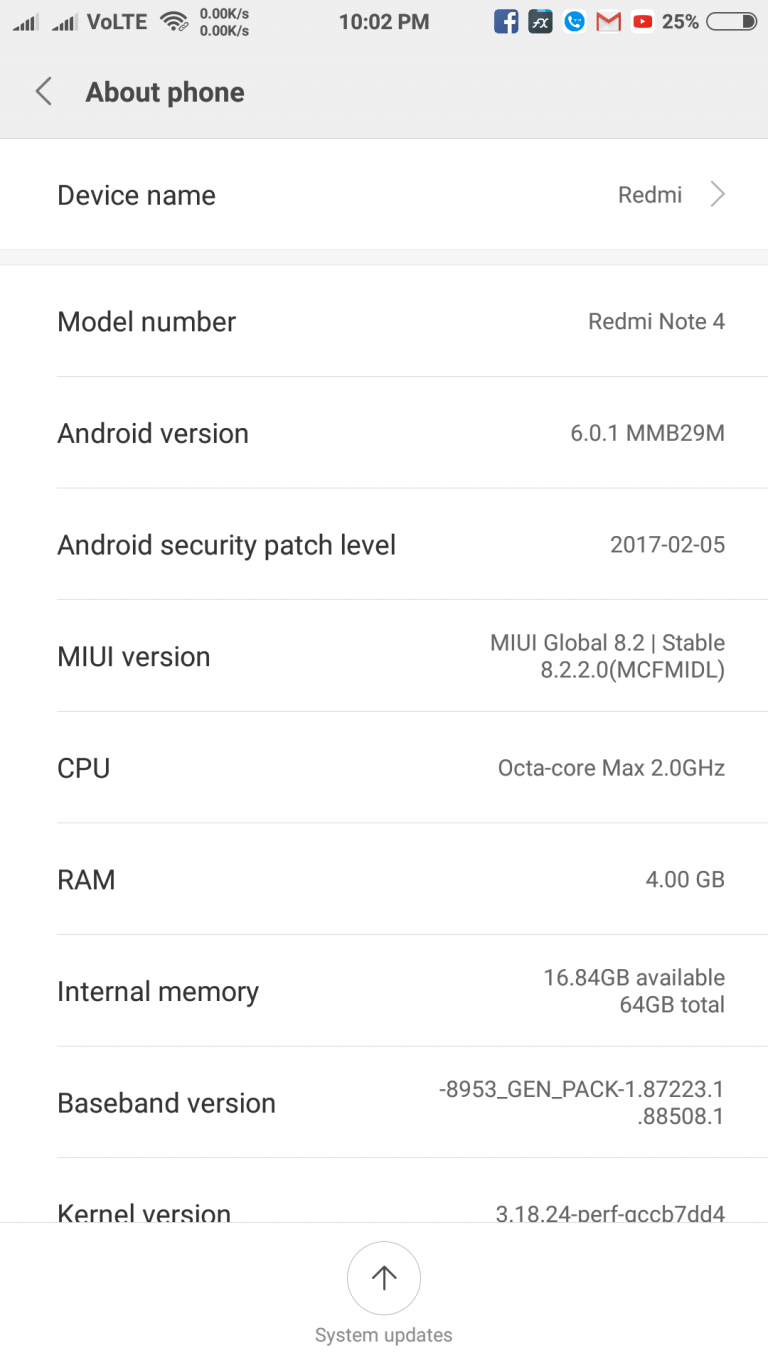 VoLTE 0.00K/s 10:02 PM 25%
0.00K/s
About phone
Device name Redmi
Model number Redmi Note 4
Android version 6.0.1 MMB29M
Android security patch level 2017-02-05
MIUI version MIUI Global 8.2 | Stable
8.2.2.0(MCFMIDL)
CPU Octa-core Max 2.0GHz
RAM 4.00 GB
Internal memory 16.84GB available
64GB total
Baseband version -8953_GEN_PACK-1.87223.1
.88508.1
Kernel version 3.18.24-perf-gccb7dd4
System updates